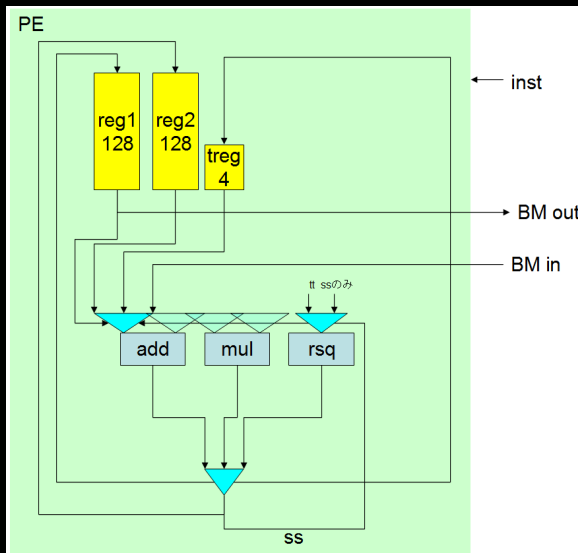 PE
inst
reg1
128
reg2
128
treg
4
BM out
BM in
tt ssのみ
add
mul
rsq
ss